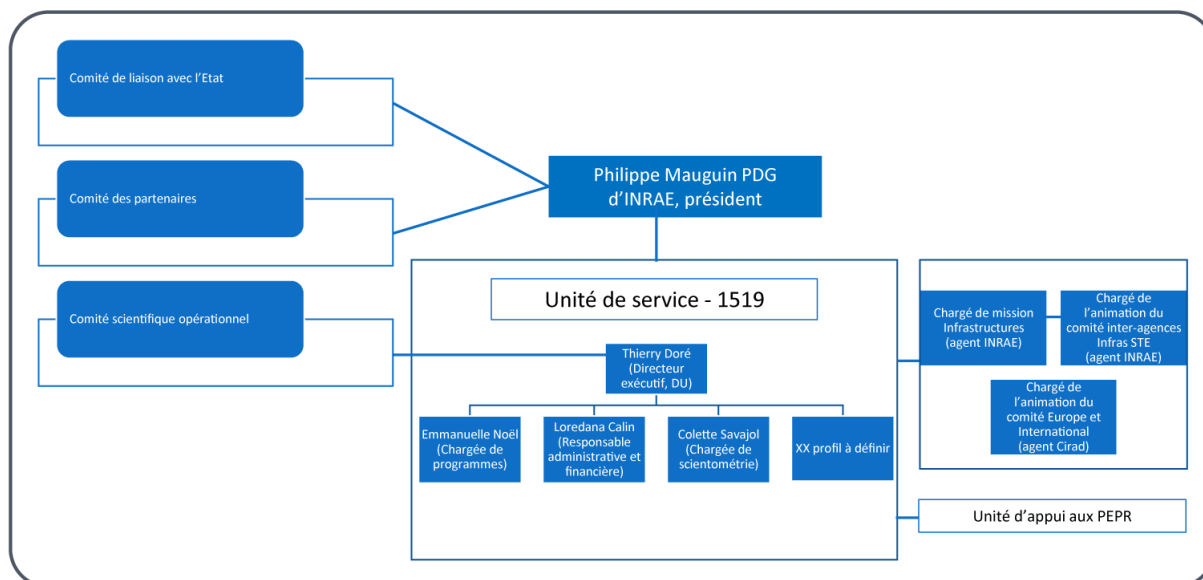 Comité de liaison avec l’Etat
Comité des partenaires
Comité scientifique opérationnel
Philippe Mauguin PDG
d’INRAE, président
Unité de service - 1519
Thierry Doré
(Directeur
exécutif, DU)
Emmanuelle Noël
(Chargée de
programmes)
Loredana Calin
(Responsable
administrative et
financière)
Colette Savajol
(Chargée de
scientométrie)
XX profil à définir
Chargé de mission
Infrastructures
(agent INRAE)
Chargé de
l’animation du
comité inter-agences
Infras STE
(agent INRAE)
Chargé de
l’animation du
comité Europe et
International
(agent Cirad)
Unité d’appui aux PEPR